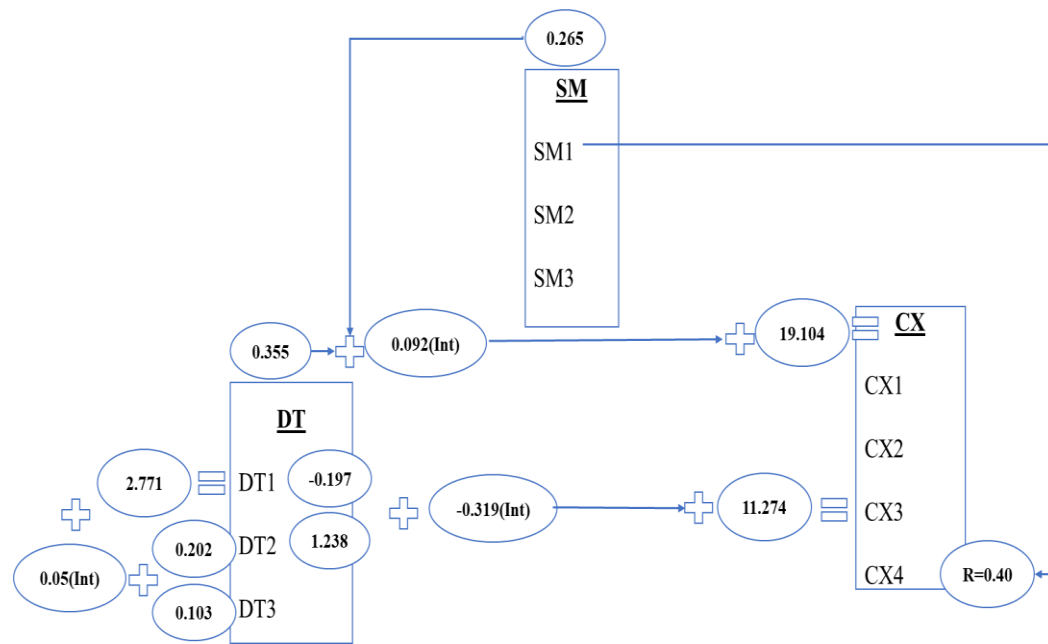 0.265
SM
SM1
SM2
SM3
0.355
0.092(Int)
19.104
CX
CX1
CX2
CX3
CX4
DT
2.771
DT1
-0.197
-0.319(Int)
11.274
0.202
DT2
1.238
0.05(Int)
0.103
DT3
R=0.40